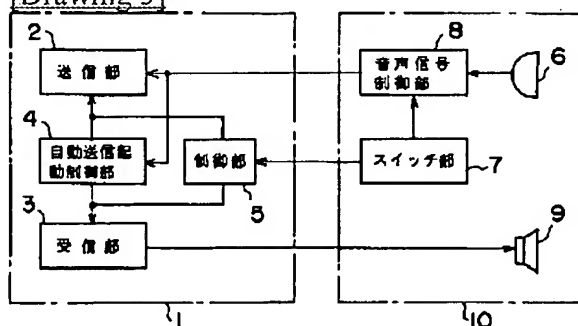 [Drawing 3]
2
送信部
4
自動送信起
動制御部
3
受信部
制御部
5
1
8
音声信号
制御部
6
スイッチ部
7
9
10